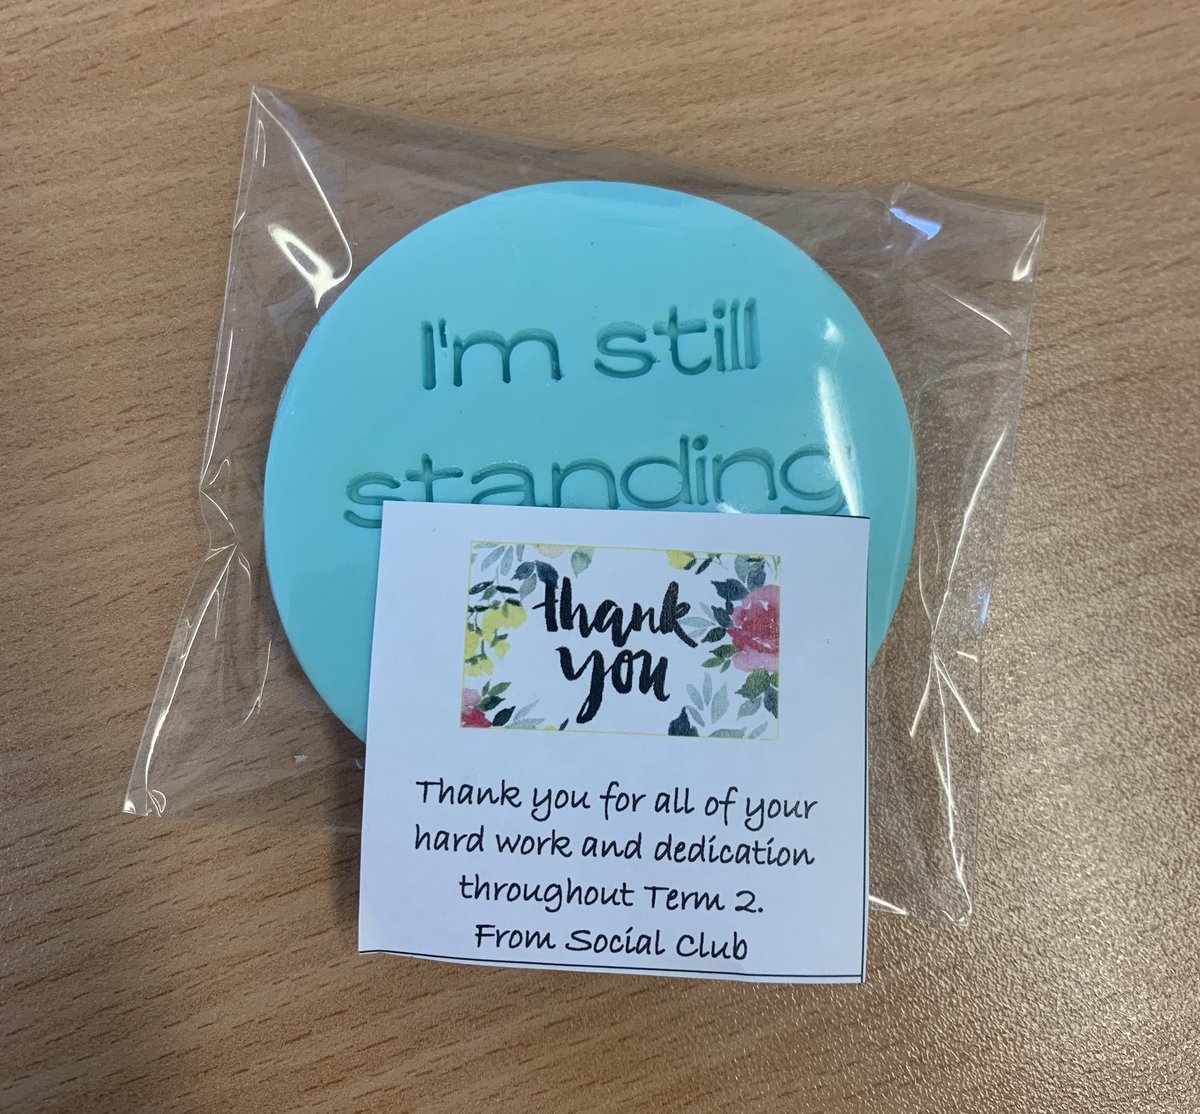 I'm still
standing
thank
you
Thank you for all of your
hard work and dedication
throughout Term 2.
From Social Club